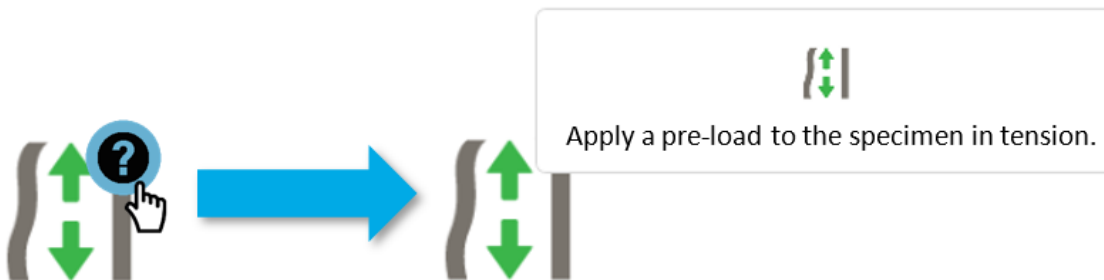 ?
Apply a pre-load to the specimen in tension.